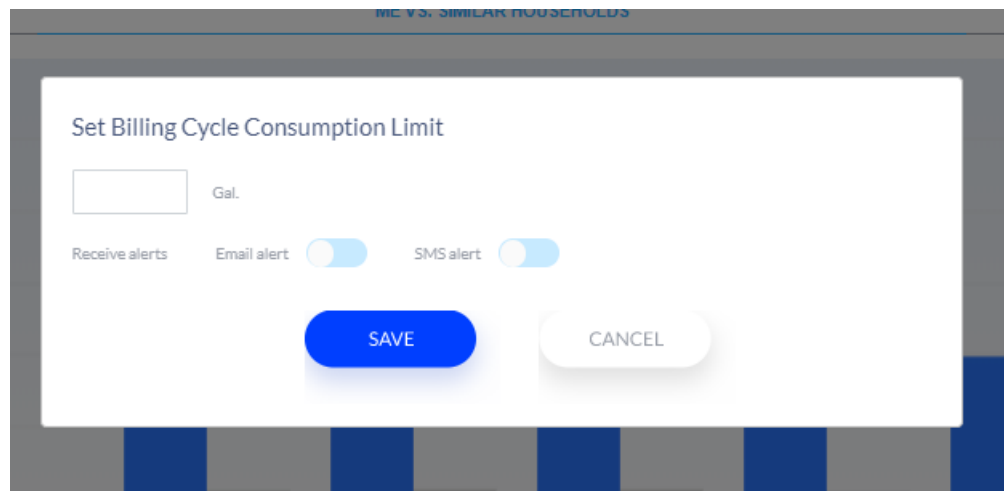 ME VS. SIMILAR HOUSEHOLDS
Set Billing Cycle Consumption Limit
Gal.
Receive alerts Email alert SMS alert
SAVE CANCEL